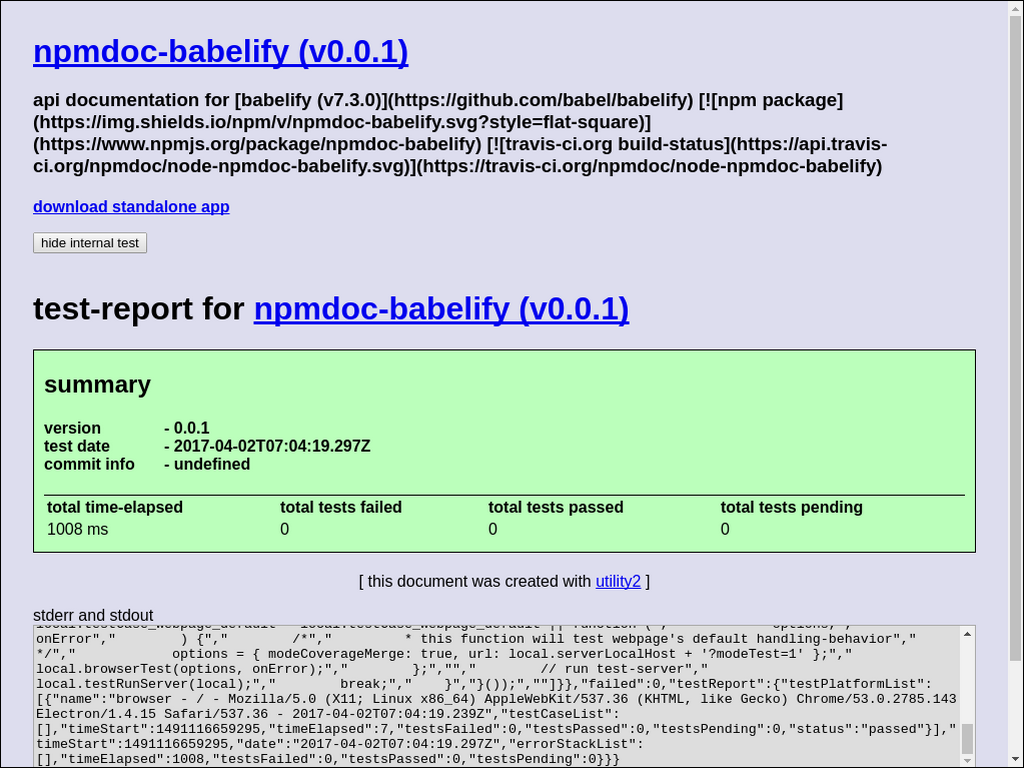 npmdoc-babelify (v0.0.1)
api documentation for [babelify (v7.3.0)](https://github.com/babel/babelify) [![npm package]
(https://img.shields.io/npm/v/npmdoc-babelify.svg?style=flat-square)]
(https://www.npmjs.org/package/npmdoc-babelify) [![travis-ci.org build-status](https://api.travis-
ci.org/npmdoc/node-npmdoc-babelify.svg)](https://travis-ci.org/npmdoc/node-npmdoc-babelify)
download standalone app
hide internal test
test-report for npmdoc-babelify (v0.0.1)
summary
version - 0.0.1
test date - 2017-04-02T07:04:19.297Z
commit info - undefined
total time-elapsed total tests failed total tests passed total tests pending
1008 ms 0 0 0
[ this document was created with utility2 ]
stderr and stdout
onError","        ) {","        /*","         * this function will test webpage's default handling-behavior","
*/","            options = { modeCoverageMerge: true, url: local.serverLocalHost + '?modeTest=1' };","
local.browserTest(options, onError);","        };","","        // run test-server","
local.testRunServer(local);","        break;","    }","}());",""]}},"failed":0,"testReport":{"testPlatformList":
[{"name":"browser - / - Mozilla/5.0 (X11; Linux x86_64) AppleWebKit/537.36 (KHTML, like Gecko) Chrome/53.0.2785.143
Electron/1.4.15 Safari/537.36 - 2017-04-02T07:04:19.239Z","testCaseList":
[],"timeStart":1491116659295,"timeElapsed":7,"testsFailed":0,"testsPassed":0,"testsPending":0,"status":"passed"}],"
timeStart":1491116659295,"date":"2017-04-02T07:04:19.297Z","errorStackList":
[],"timeElapsed":1008,"testsFailed":0,"testsPassed":0,"testsPending":0}}}